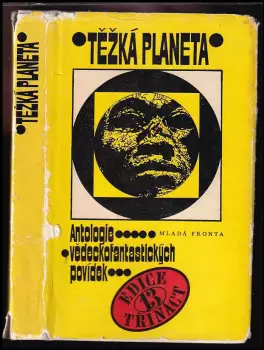 TĚŽKÁ PLANETA
TĚŽKÁ PLANETA
Antologie
MLADÁ FRONTA
vědeckofantastických
povídek
EDICE
13
TŘINÁCT